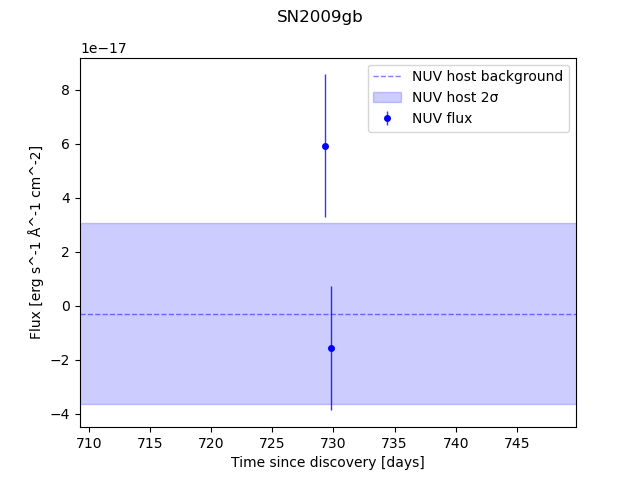 SN2009gb
1e−17
NUV host background
NUV host 2σ
NUV flux
8
6
4
2
0
−2
−4
Flux [erg s^-1 Å^-1 cm^-2]
710 715 720 725 730 735 740 745
Time since discovery [days]